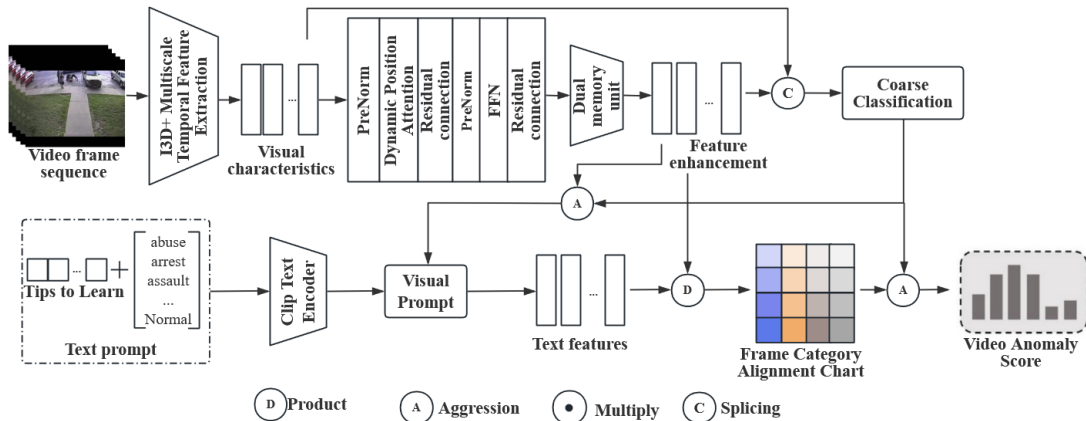 Video frame
sequence
I3D+ Multiscale
Temporal Feature
Extraction
...
Visual
characteristics
PreNorm
Dynamic Position
Attention
Residual
connection
PreNorm
FFN
Residual
connection
Dual
memory
unit
...
Feature
enhancement
C
Coarse
Classification
A
...
+
Tips to Learn
abuse
arrest
assault
...
Normal
Text prompt
Clip Text
Encoder
Visual
Prompt
...
Text features
D
Frame Category
Alignment Chart
A
Video Anomaly
Score
D Product
A Aggression
Multiply
C Splicing